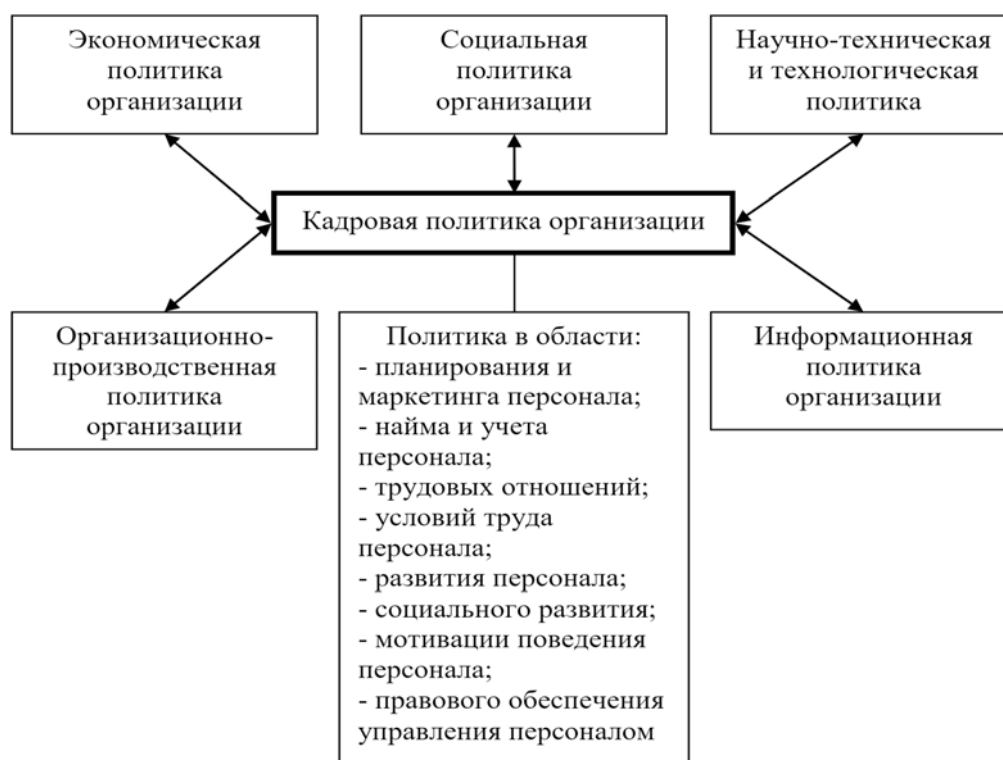 Экономическая
политика
организации
Социальная
политика
организации
Научно-техническая
и технологическая
политика
Кадровая политика организации
Организационно-
производственная
политика
организации
Политика в области:
- планирования и
маркетинга персонала;
- найма и учета
персонала;
- трудовых отношений;
- условий труда
персонала;
- развития персонала;
- социального развития;
- мотивации поведения
персонала;
- правового обеспечения
управления персоналом
Информационная
политика
организации